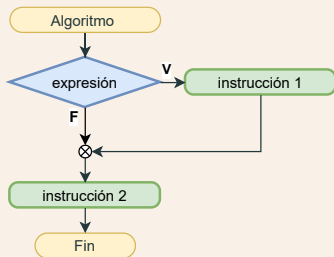 Algoritmo
expresión
V
instrucción 1
F
instrucción 2
Fin